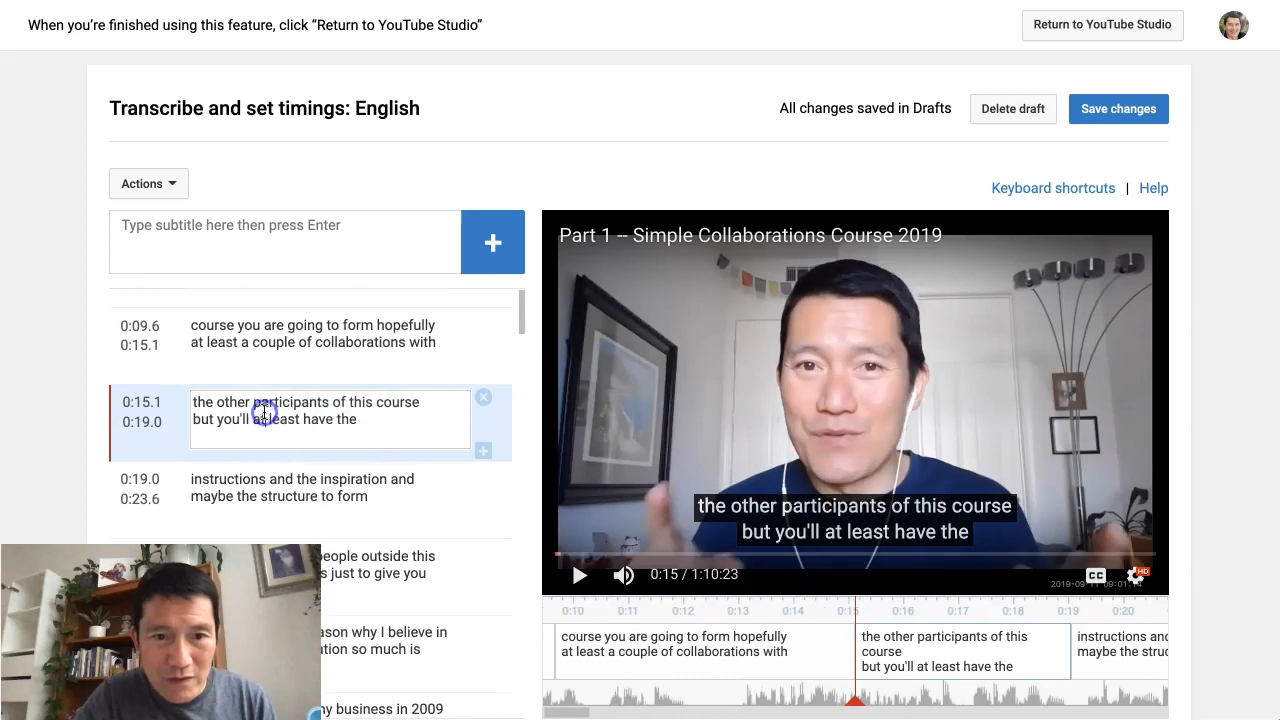 When you're finished using this feature, click “Return to YouTube Studio”
Return to YouTube Studio
Transcribe and set timings: English
All changes saved in Drafts
Delete draft
Save changes
Actions
Keyboard shortcuts | Help
Type subtitle here then press Enter
+
0:09.6
0:15.1
course you are going to form hopefully
at least a couple of collaborations with
0:15.1
0:19.0
the other participants of this course
but you'll at least have the
0:19.0
0:23.6
instructions and the inspiration and
maybe the structure to form
people outside this
s just to give you
ason why I believe in
ation so much is
ny business in 2009
Part 1 -- Simple Collaborations Course 2019
the other participants of this course
but you'll at least have the
0:15 / 1:10:23
CC
HD
0:10 0:11 0:12 0:13 0:14 0:15 0:16 0:17 0:18 0:19 0:20
course you are going to form hopefully
at least a couple of collaborations with
the other participants of this
course
but you'll at least have the
instructions and
maybe the struc